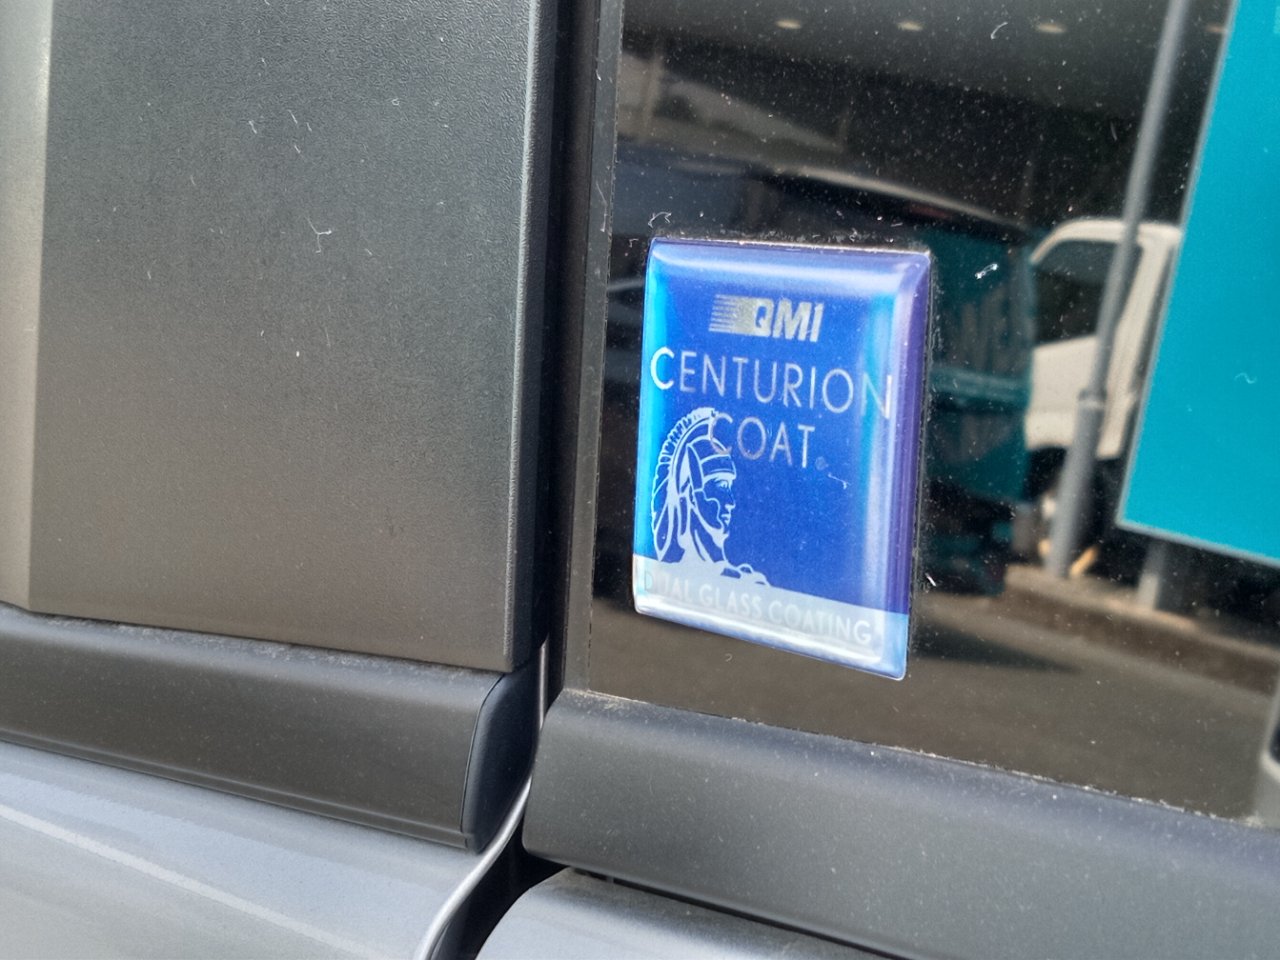 QMI
CENTURION
COAT
GLASS COATING